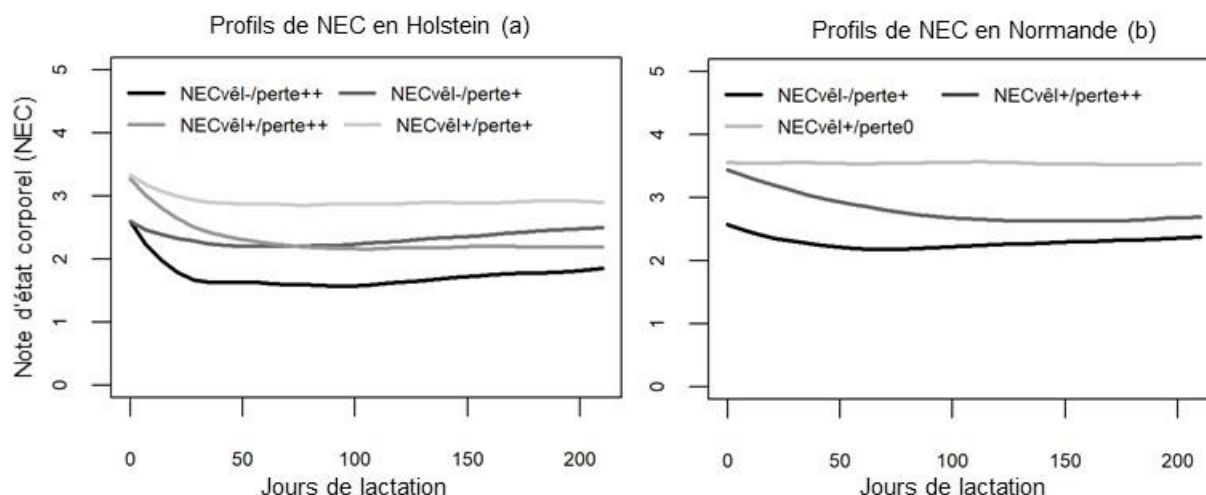 Profils de NEC en Holstein (a)
NECvêl-/perte++ NECvêl-/perte+
NECvêl+/perte++ NECvêl+/perte+
Note d'état corporel (NEC)
5
4
3
2
1
0
0 50 100 150 200
Jours de lactation
Profils de NEC en Normande (b)
NECvêl-/perte+ NECvêl+/perte++
NECvêl+/perte0
5
4
3
2
1
0
0 50 100 150 200
Jours de lactation